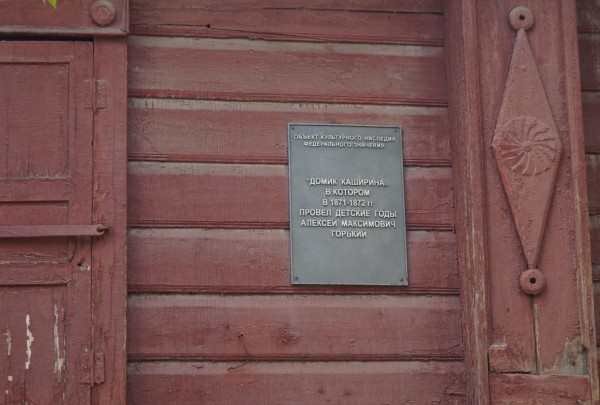 ОБЪЕКТ КУЛЬТУРНОГО НАСЛЕДИЯ
ФЕДЕРАЛЬНОГО ЗНАЧЕНИЯ
"ДОМИК КАШИРИНА",
В КОТОРОМ
В 1871-1872 гг
ПРОВЕЛ ДЕТСКИЕ ГОДЫ
АЛЕКСЕЙ МАКСИМОВИЧ
ГОРЬКИЙ